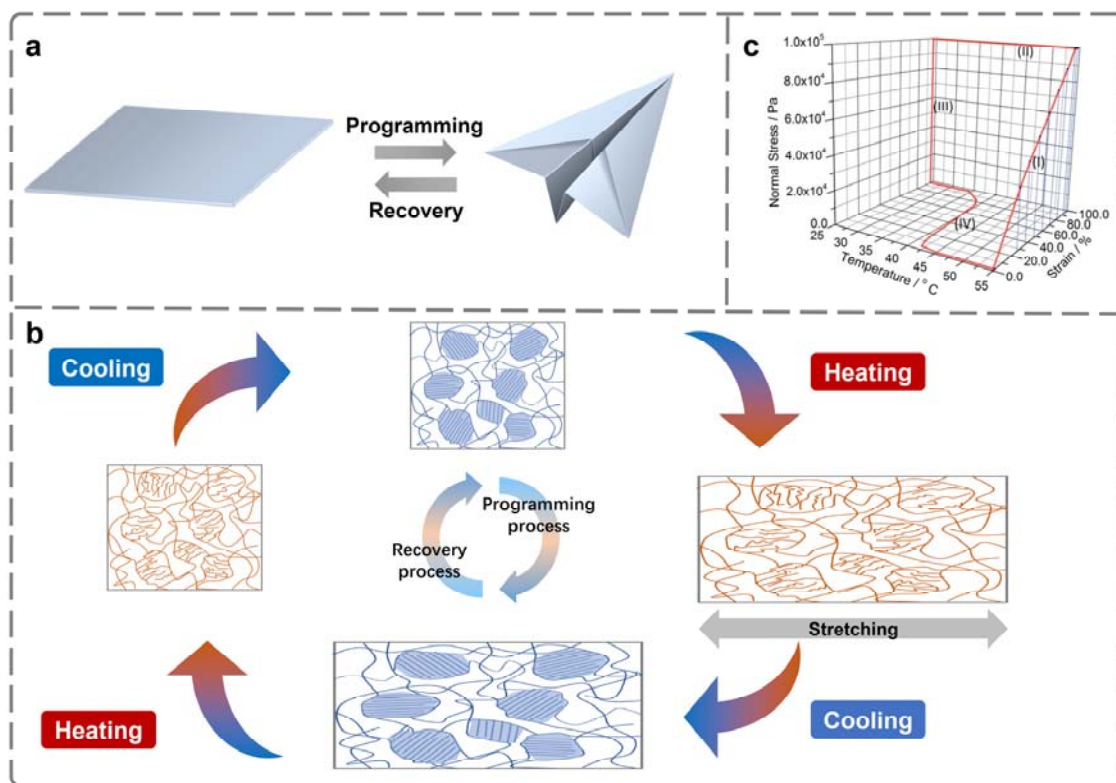 a
Programming
Recovery
c
1.0x10⁵
8.0x10⁴
6.0x10⁴
4.0x10⁴
2.0x10⁴
0.0
Normal Stress / Pa
25
30
35
40
45
50
55
Temperature / °C
0.0
20.0
40.0
60.0
80.0
100.0
Strain / %
(I)
(II)
(III)
(IV)
b
Cooling
Heating
Programming
process
Recovery
process
Stretching
Heating
Cooling